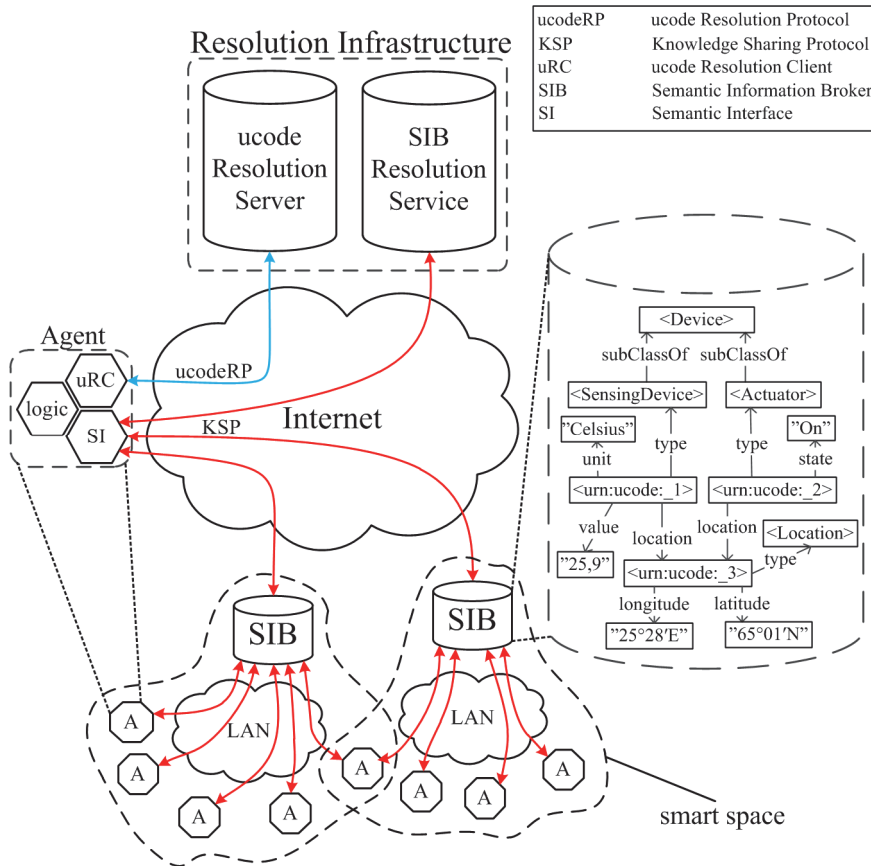 ucodeRP ucode Resolution Protocol
KSP Knowledge Sharing Protocol
uRC ucode Resolution Client
SIB Semantic Information Broker
SI Semantic Interface
Resolution Infrastructure
ucode
Resolution
Server
SIB
Resolution
Service
Agent
uRC
logic
SI
ucodeRP
KSP
Internet
<Device>
subClassOf subClassOf
<SensingDevice> <Actuator>
"Celsius" type type "On"
unit state
<urn:ucode:_1> <urn:ucode:_2>
value location location <Location>
"25,9" type
<urn:ucode:_3>
longitude latitude
"25°28'E" "65°01'N"
SIB
SIB
LAN
LAN
A
A
A
A
A
A
A
A
smart space